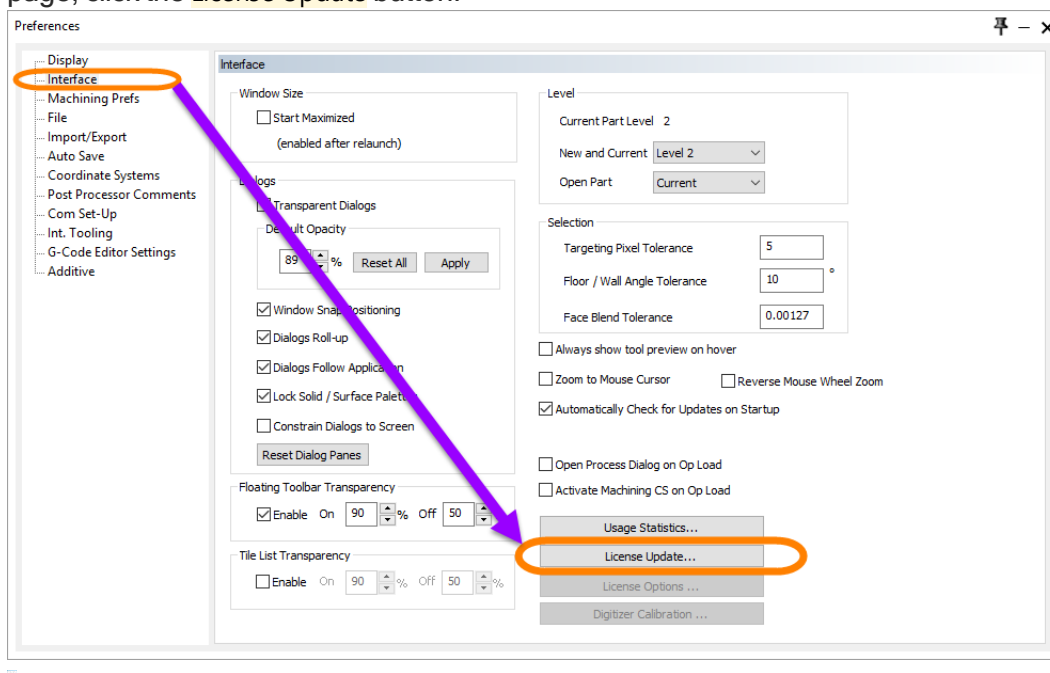 page, click the License Update button.
Preferences
Display
Interface
Machining Prefs
File
Import/Export
Auto Save
Coordinate Systems
Post Processor Comments
Com Set-Up
Int. Tooling
G-Code Editor Settings
Additive
Interface
Window Size
Start Maximized
(enabled after relaunch)
Dialogs
Transparent Dialogs
Default Opacity
89 % Reset All Apply
Window Snap Positioning
Dialogs Roll-up
Dialogs Follow Application
Lock Solid / Surface Palettes
Constrain Dialogs to Screen
Reset Dialog Panes
Floating Toolbar Transparency
Enable On 90 % Off 50
Tile List Transparency
Enable On 90 % Off 50 %
Level
Current Part Level 2
New and Current Level 2
Open Part Current
Selection
Targeting Pixel Tolerance 5
Floor / Wall Angle Tolerance 10 °
Face Blend Tolerance 0.00127
Always show tool preview on hover
Zoom to Mouse Cursor Reverse Mouse Wheel Zoom
Automatically Check for Updates on Startup
Open Process Dialog on Op Load
Activate Machining CS on Op Load
Usage Statistics...
License Update...
License Options ...
Digitizer Calibration ...